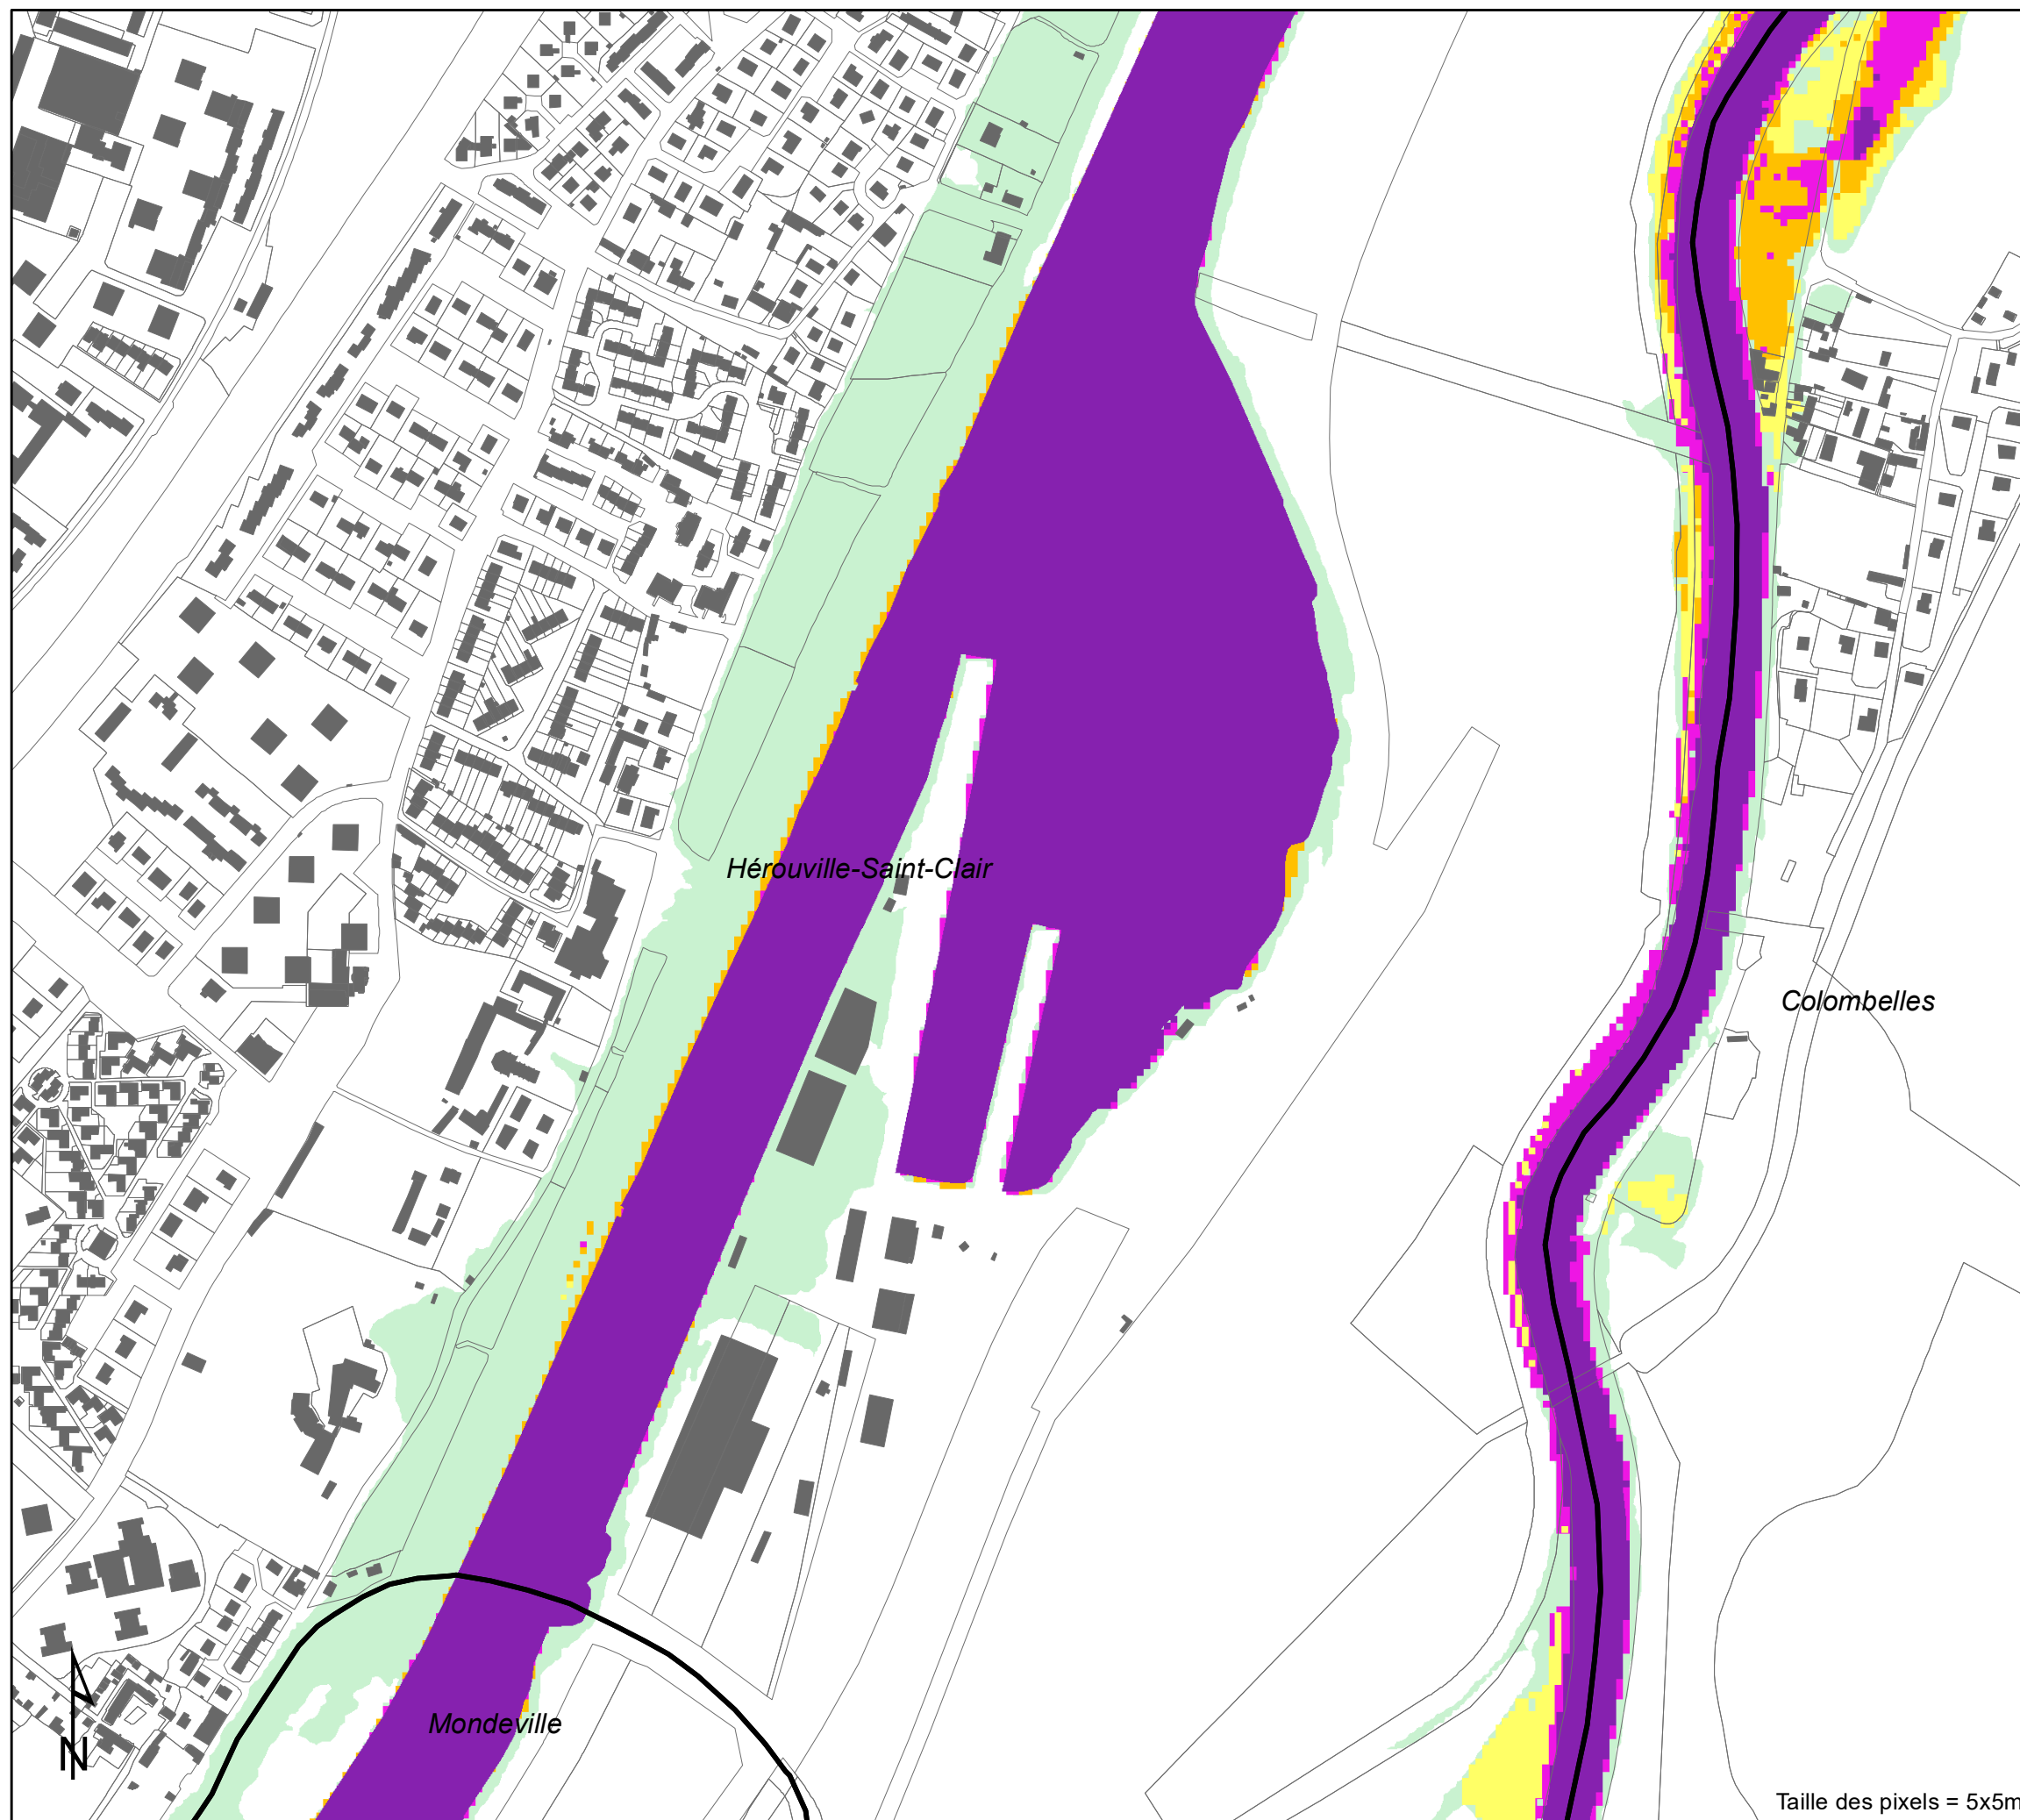 Hérouville-Saint-Clair
Colombelles
Mondeville
N
Taille des pixels = 5x5m